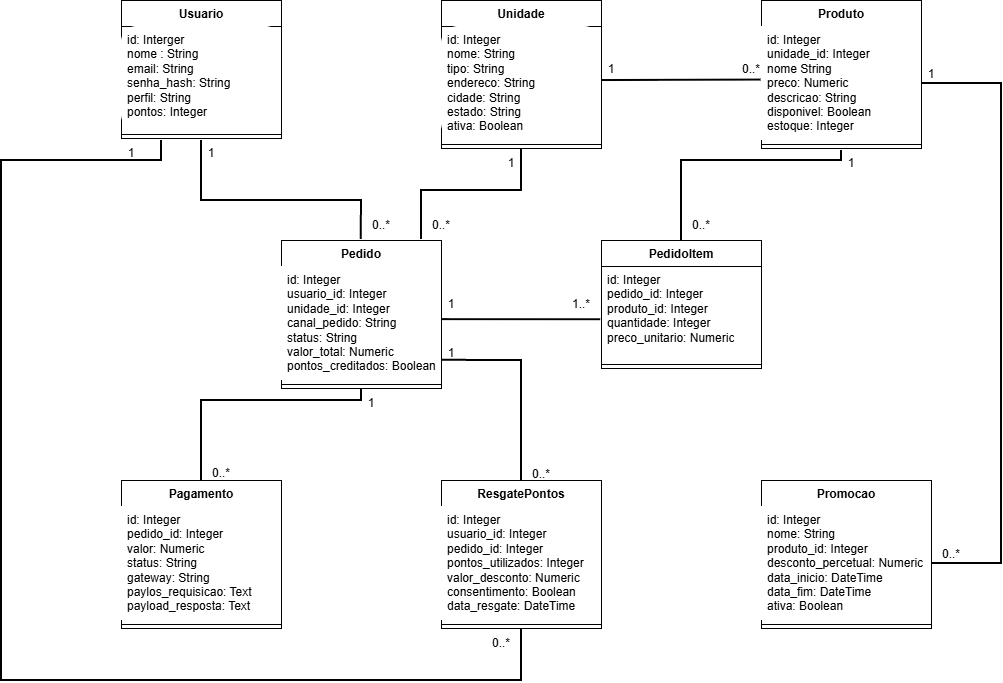 Usuario
id: Interger
nome : String
email: String
senha_hash: String
perfil: String
pontos: Integer
Unidade
id: Integer
nome: String
tipo: String
endereco: String
cidade: String
estado: String
ativa: Boolean
Produto
id: Integer
unidade_id: Integer
nome String
preco: Numeric
descricao: String
disponivel: Boolean
estoque: Integer
1
0..*
1
1
1
1
1
0..*
0..*
0..*
Pedido
id: Integer
usuario_id: Integer
unidade_id: Integer
canal_pedido: String
status: String
valor_total: Numeric
pontos_creditados: Boolean
1
1..*
1
1
PedidoItem
id: Integer
pedido_id: Integer
produto_id: Integer
quantidade: Integer
preco_unitario: Numeric
0..*
0..*
Pagamento
id: Integer
pedido_id: Integer
valor: Numeric
status: String
gateway: String
paylos_requisicao: Text
payload_resposta: Text
ResgatePontos
id: Integer
usuario_id: Integer
pedido_id: Integer
pontos_utilizados: Integer
valor_desconto: Numeric
consentimento: Boolean
data_resgate: DateTime
Promocao
id: Integer
nome: String
produto_id: Integer
desconto_percetual: Numeric
data_inicio: DateTime
data_fim: DateTime
ativa: Boolean
0..*
0..*